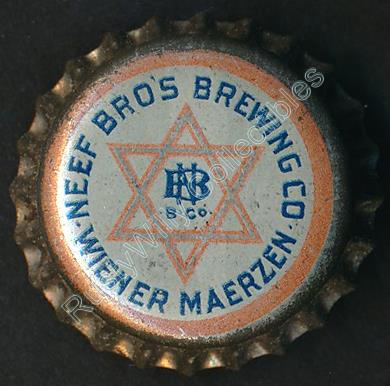 NEEF BRO'S BREWING CO.
WIENER MAERZEN
NBB
S. Co.